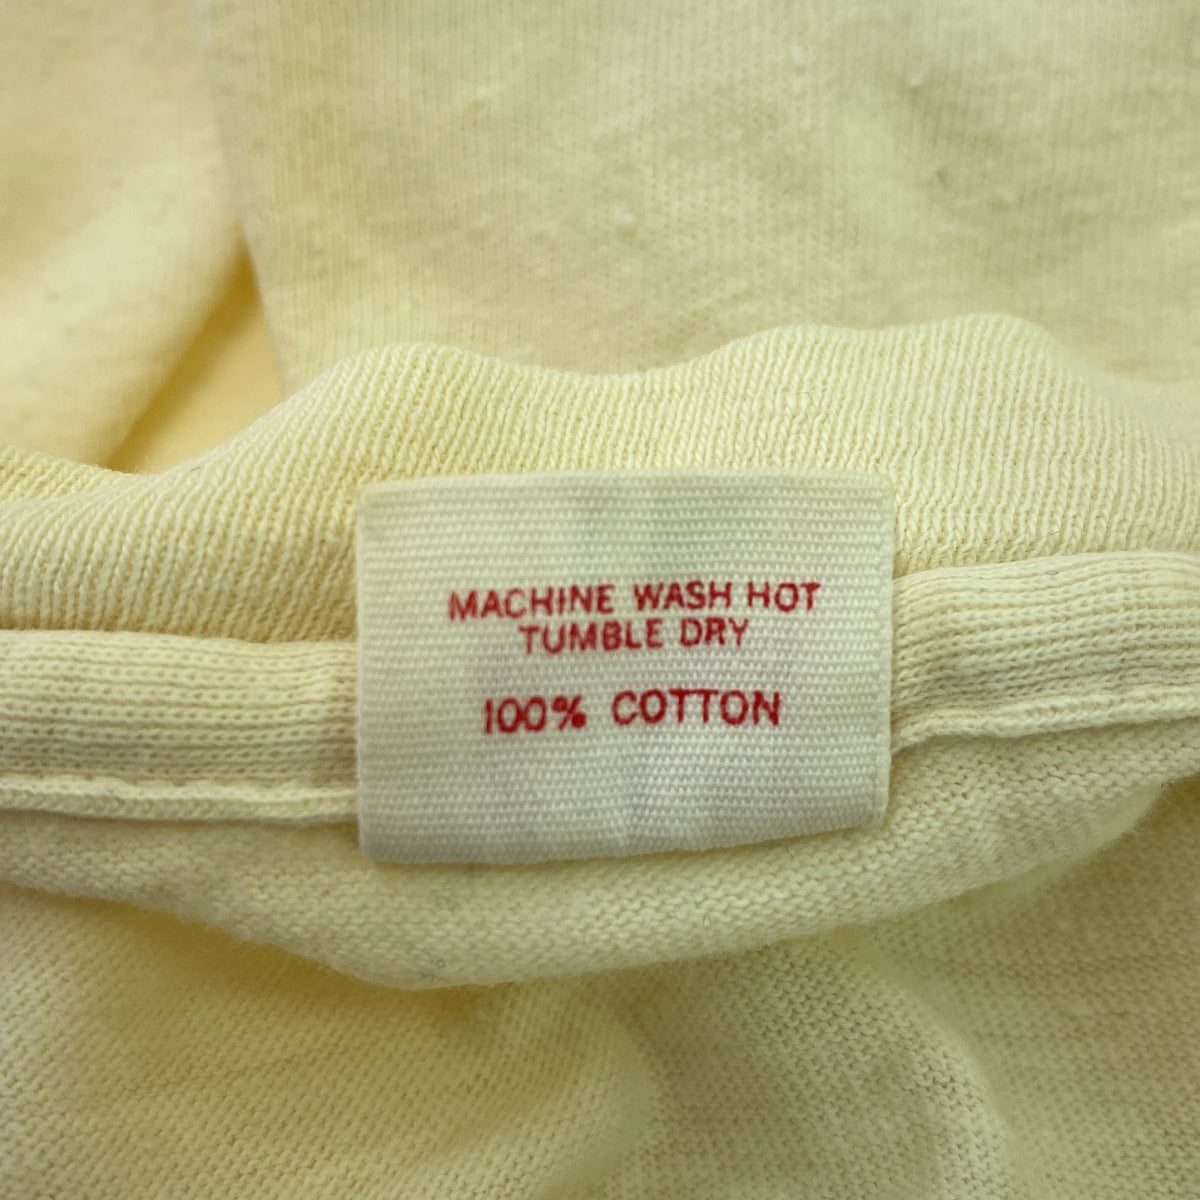 MACHINE WASH HOT
TUMBLE DRY
100% COTTON